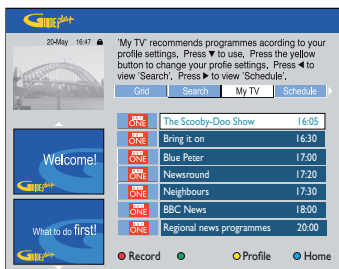 GUIDEPlus+
20-May 16:47
'My TV' recommends programmes acording to your
profile settings, Press ▼ to use, Press the yellow
button to change your profie settings, Press ◄ to
view 'Search', Press ► to view 'Schedule',
Grid Search My TV Schedule
BBC ONE The Scooby-Doo Show 16:05
BBC ONE Bring it on 16:30
BBC ONE Blue Peter 17:00
BBC ONE Newsround 17:20
BBC ONE Neighbours 17:30
BBC ONE BBC News 18:00
BBC ONE Regional news programmes 20:00
Welcome!
GUIDEPlus+
What to do first!
GUIDEPlus+
Record Profile Home